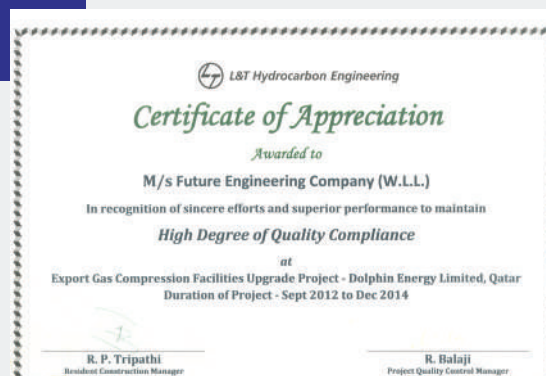 L&T Hydrocarbon Engineering
Certificate of Appreciation
Awarded to
M/s Future Engineering Company (W.L.L.)
In recognition of sincere efforts and superior performance to maintain
High Degree of Quality Compliance
at
Export Gas Compression Facilities Upgrade Project - Dolphin Energy Limited, Qatar
Duration of Project - Sept 2012 to Dec 2014
R. P. Tripathi R. Balaji
Resident Construction Manager Project Quality Control Manager